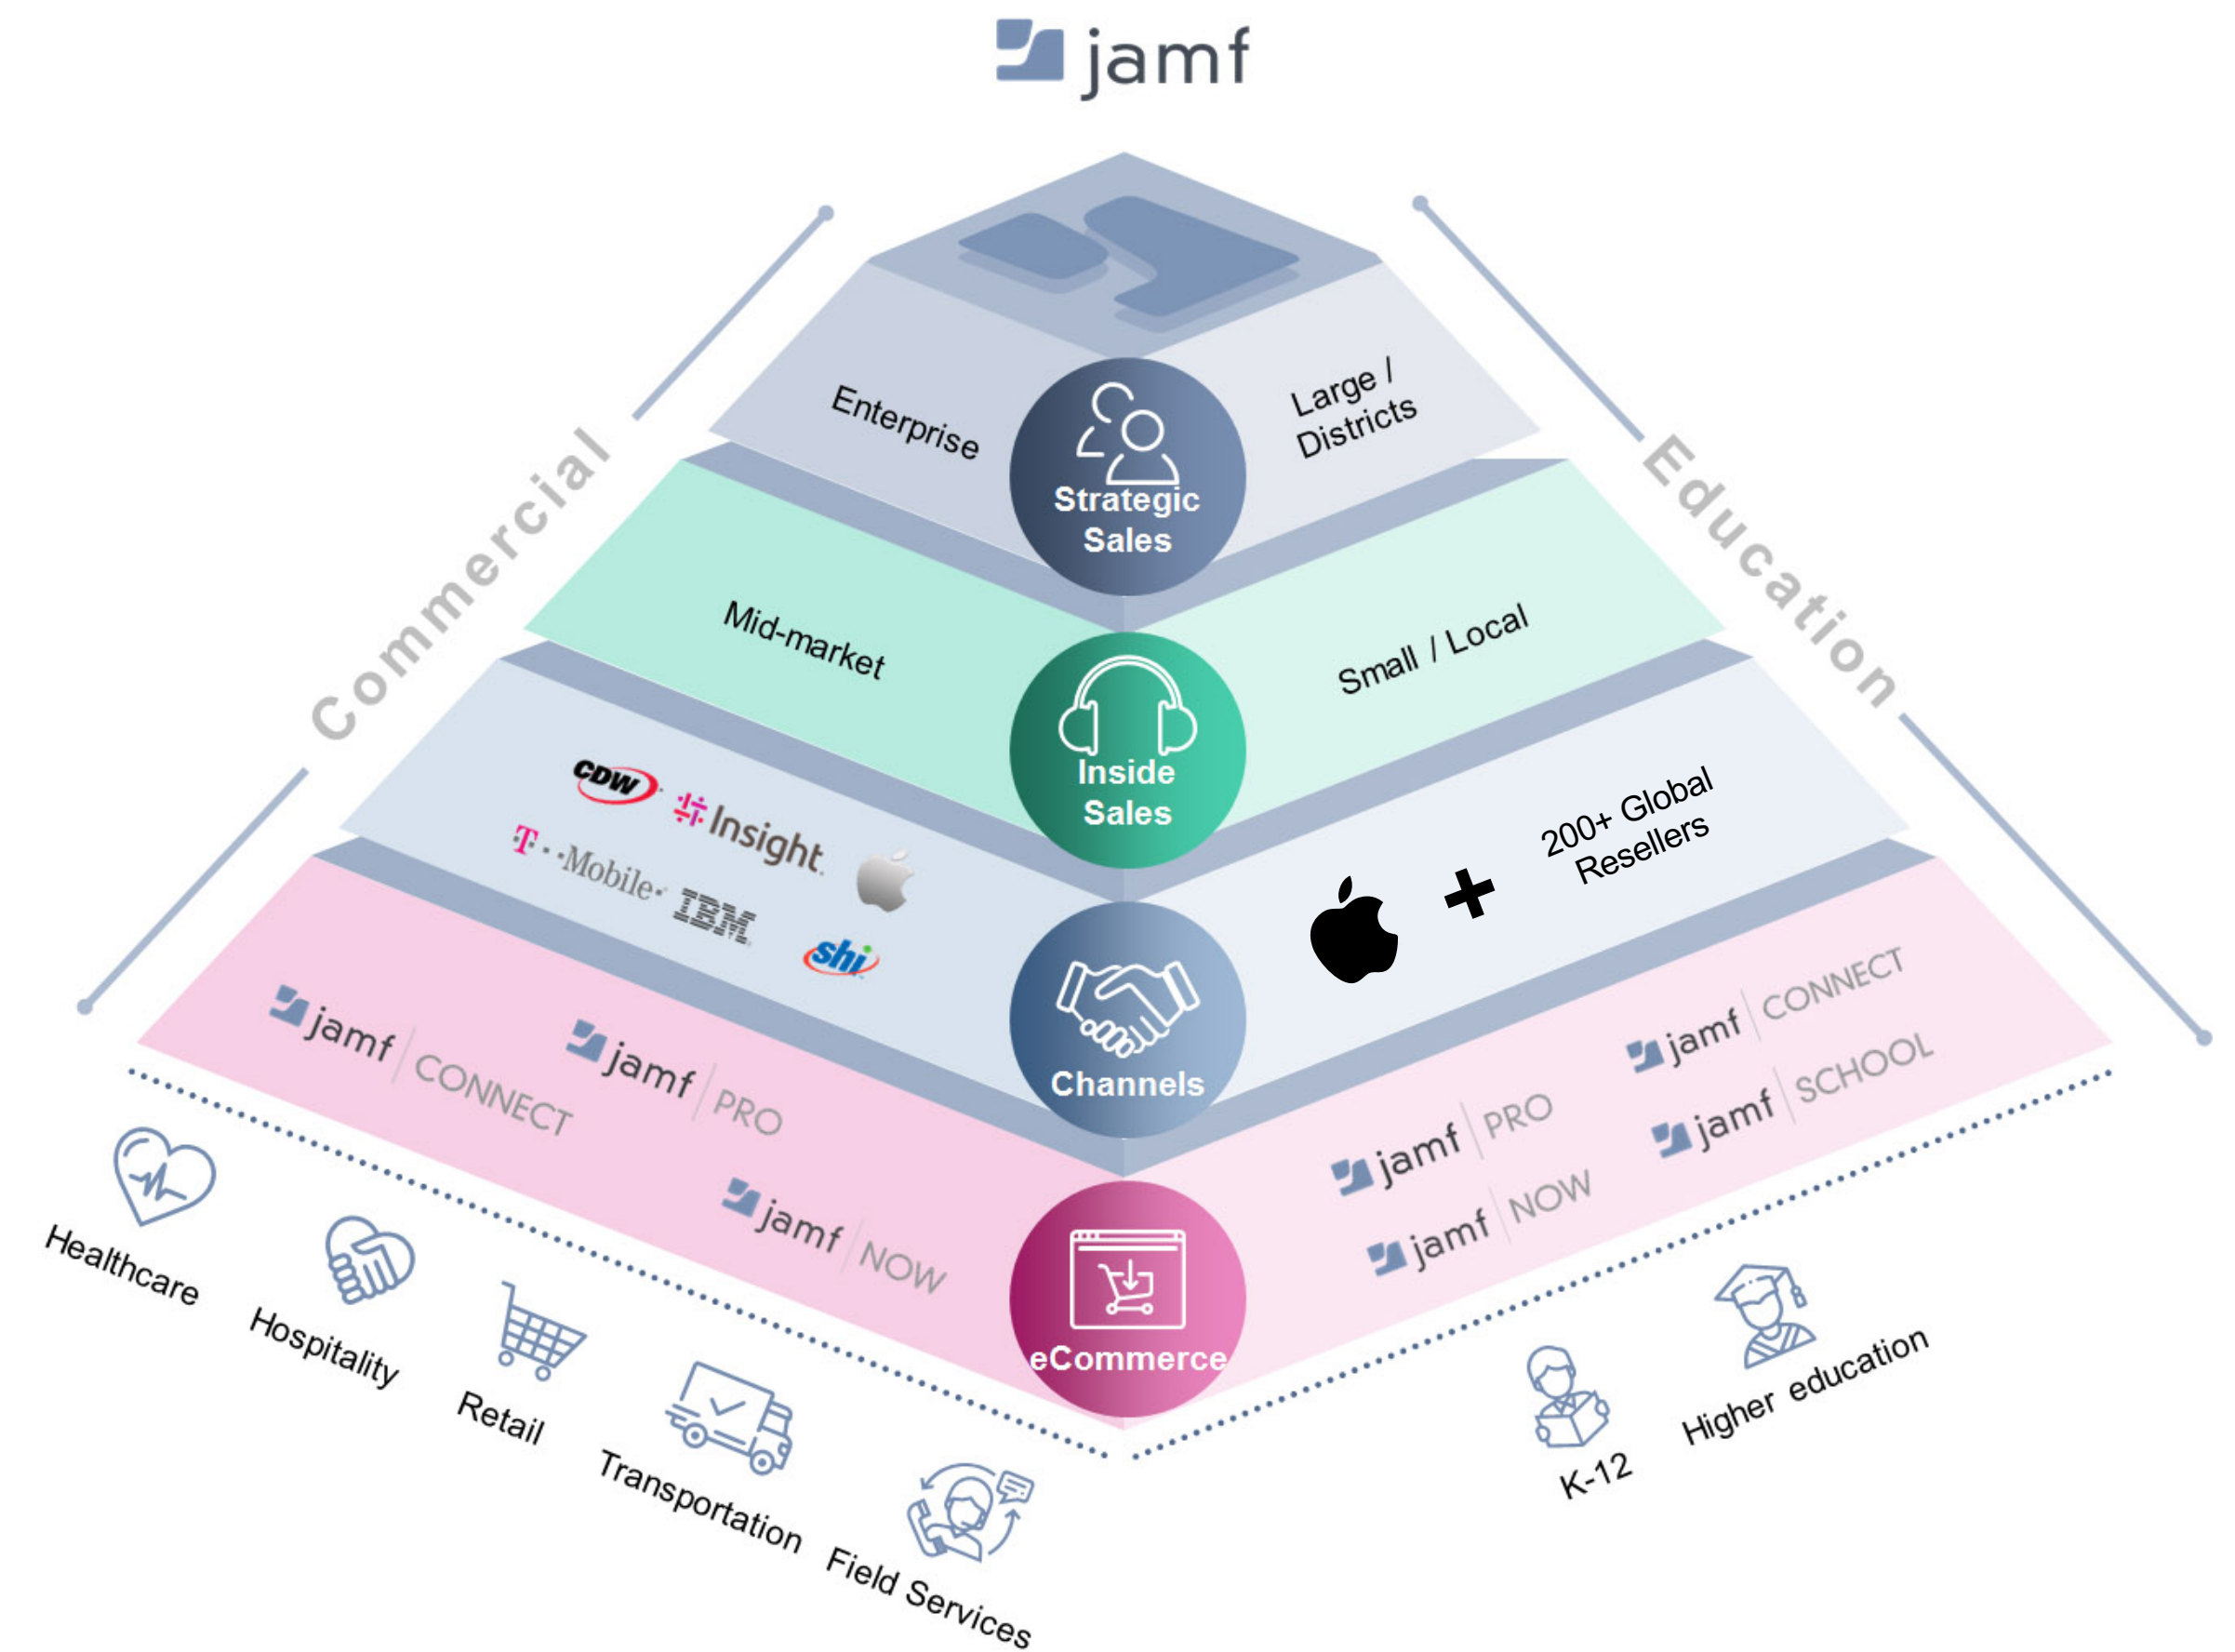 jamf
Commercial
Education
Enterprise
Large /
Districts
Strategic
Sales
Mid-market
Small / Local
Inside
Sales
CDW
Insight.
T··Mobile·
IBM
shi
200+ Global
Resellers
+
Channels
jamf | CONNECT
jamf | PRO
jamf | NOW
jamf | PRO
jamf | CONNECT
jamf | NOW
jamf | SCHOOL
eCommerce
Healthcare
Hospitality
Retail
Transportation
Field Services
K-12
Higher education